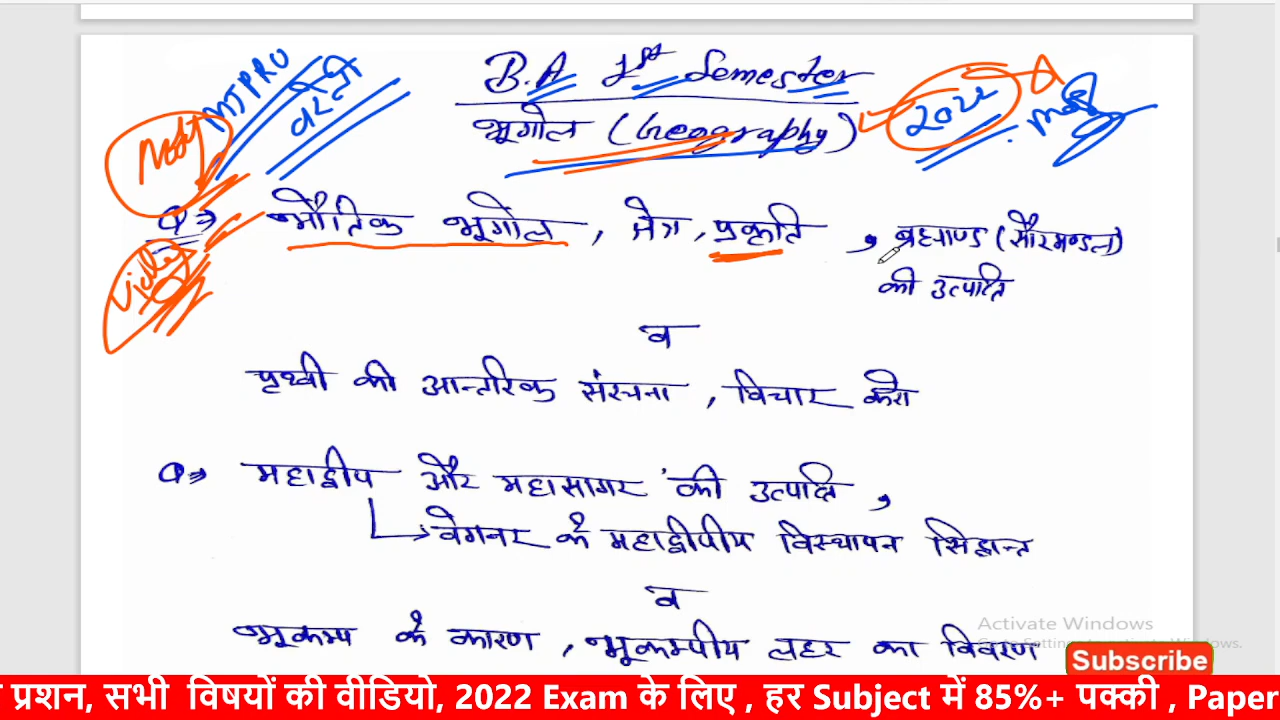 B.A 1st Semester
भूगोल (Geography)
2022
MJPRU
बरेली
Q⇒ भौतिक भूगोल, क्षेत्र, प्रकृति, ब्रह्माण्ड (सौरमण्डल)
की उत्पत्ति
व
पृथ्वी की आन्तरिक संरचना, विचार करो
Q⇒ महाद्वीप और महासागर की उत्पत्ति,
↳ वेगनर के महाद्वीपीय विस्थापन सिद्धान्त
व
भूकम्प के कारण, भूकम्पीय लहर का विवरण
Activate Windows
Subscribe
प्रशन, सभी विषयों की वीडियो, 2022 Exam के लिए , हर Subject में 85%+ पक्की , Paper